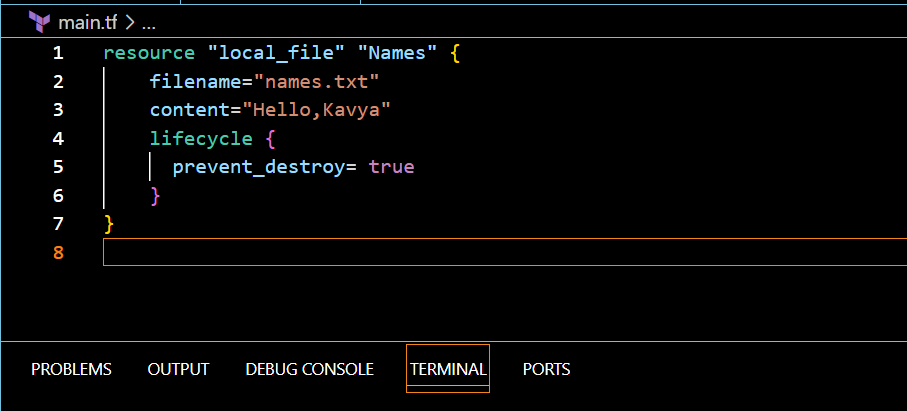 main.tf > ...
1 resource "local_file" "Names" {
2 filename="names.txt"
3 content="Hello,Kavya"
4 lifecycle {
5 prevent_destroy= true
6 }
7 }
8
PROBLEMS OUTPUT DEBUG CONSOLE TERMINAL PORTS